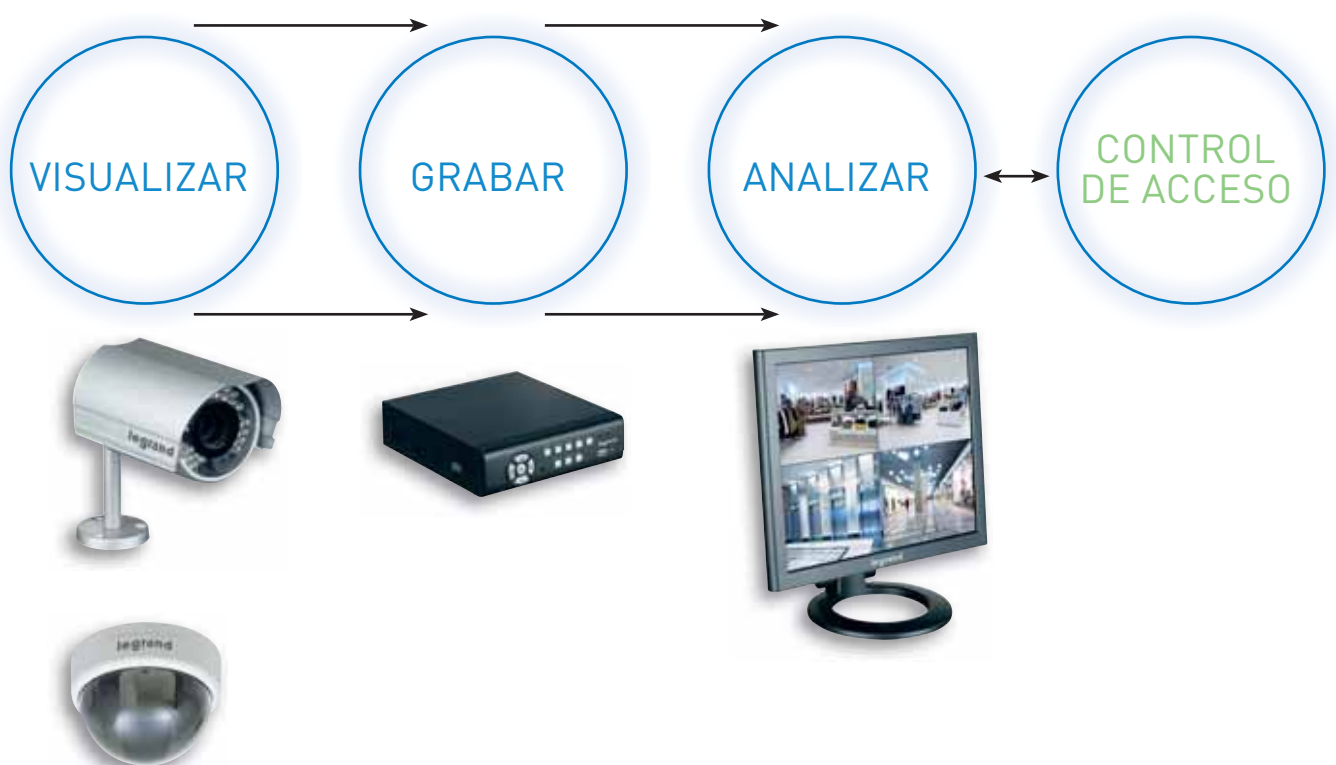 VISUALIZAR
GRABAR
ANALIZAR
CONTROL
DE ACCESO
legrand
legrand
legrand